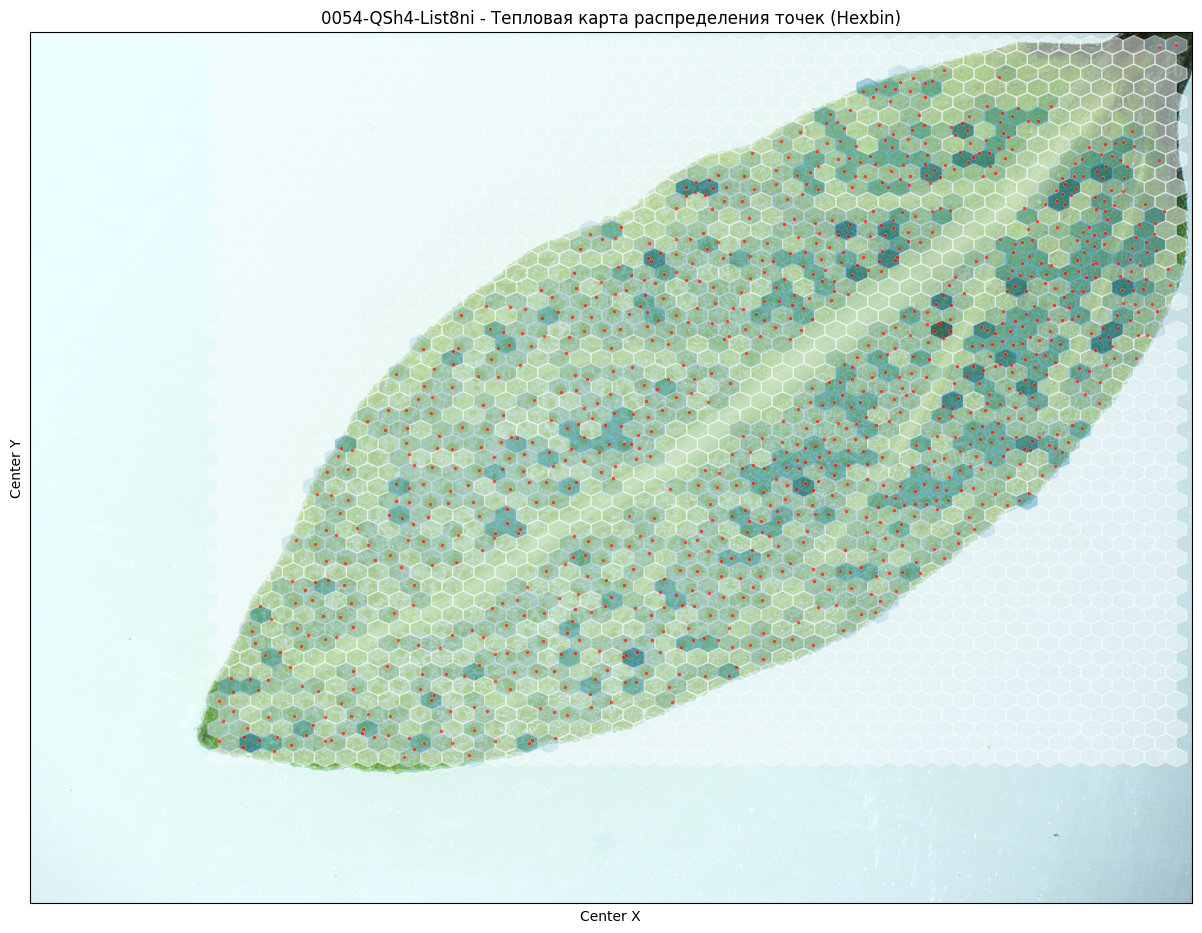 0054-QSh4-List8ni - Тепловая карта распределения точек (Hexbin)
Center Y
Center X